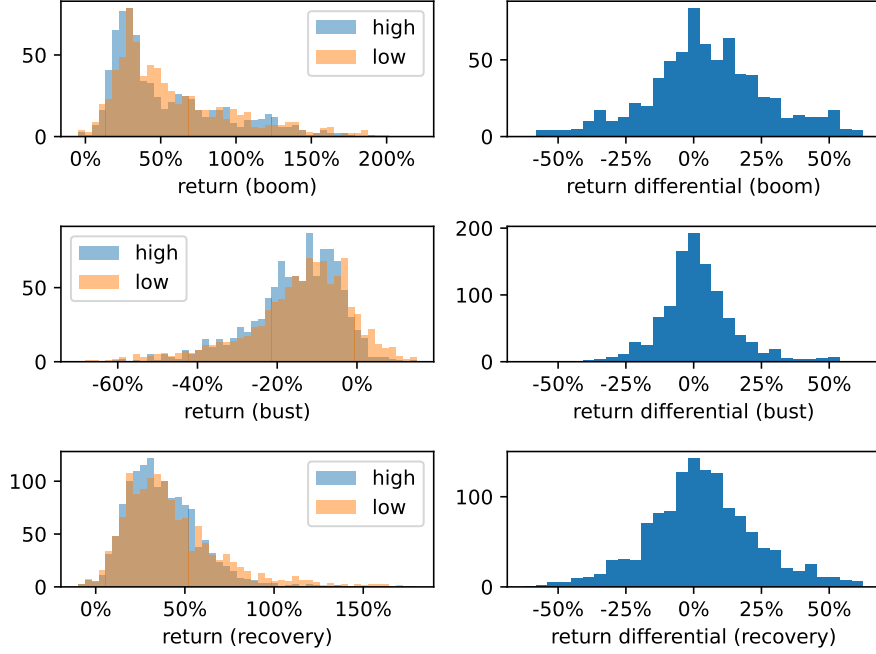 50
0
high
low
0% 50% 100% 150% 200%
return (boom)
50
0
-50% -25% 0% 25% 50%
return differential (boom)
50
0
high
low
-60% -40% -20% 0%
return (bust)
200
100
0
-50% -25% 0% 25% 50%
return differential (bust)
100
50
0
high
low
0% 50% 100% 150%
return (recovery)
100
0
-50% -25% 0% 25% 50%
return differential (recovery)